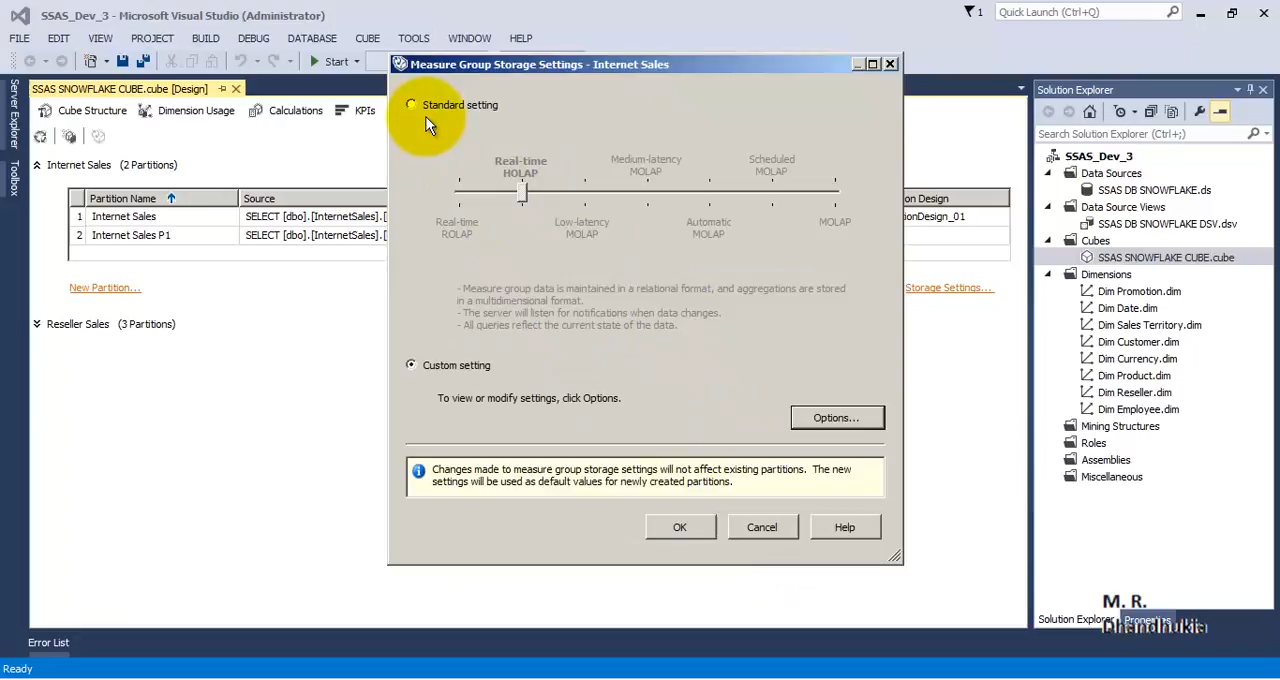 SSAS_Dev_3 - Microsoft Visual Studio (Administrator)
1
Quick Launch (Ctrl+Q)
FILE EDIT VIEW PROJECT BUILD DEBUG DATABASE CUBE TOOLS WINDOW HELP
Start
SSAS SNOWFLAKE CUBE.cube [Design]
Cube Structure Dimension Usage Calculations KPIs
Server Explorer
Toolbox
Internet Sales (2 Partitions)
Partition Name Source
1 Internet Sales SELECT [dbo].[InternetSales].[
2 Internet Sales P1 SELECT [dbo].[InternetSales].[
New Partition...
Reseller Sales (3 Partitions)
on Design
ionDesign_01
Storage Settings...
Measure Group Storage Settings - Internet Sales
Standard setting
Real-time HOLAP
Medium-latency MOLAP
Scheduled MOLAP
Real-time ROLAP
Low-latency MOLAP
Automatic MOLAP
MOLAP
- Measure group data is maintained in a relational format, and aggregations are stored
in a multidimensional format.
- The server will listen for notifications when data changes.
- All queries reflect the current state of the data.
Custom setting
To view or modify settings, click Options.
Options...
Changes made to measure group storage settings will not affect existing partitions. The new
settings will be used as default values for newly created partitions.
OK Cancel Help
Solution Explorer
Search Solution Explorer (Ctrl+;)
SSAS_Dev_3
Data Sources
SSAS DB SNOWFLAKE.ds
Data Source Views
SSAS DB SNOWFLAKE DSV.dsv
Cubes
SSAS SNOWFLAKE CUBE.cube
Dimensions
Dim Promotion.dim
Dim Date.dim
Dim Sales Territory.dim
Dim Customer.dim
Dim Currency.dim
Dim Product.dim
Dim Reseller.dim
Dim Employee.dim
Mining Structures
Roles
Assemblies
Miscellaneous
M. R.
Dhandhukia
Solution Explorer Properties
Error List
Ready